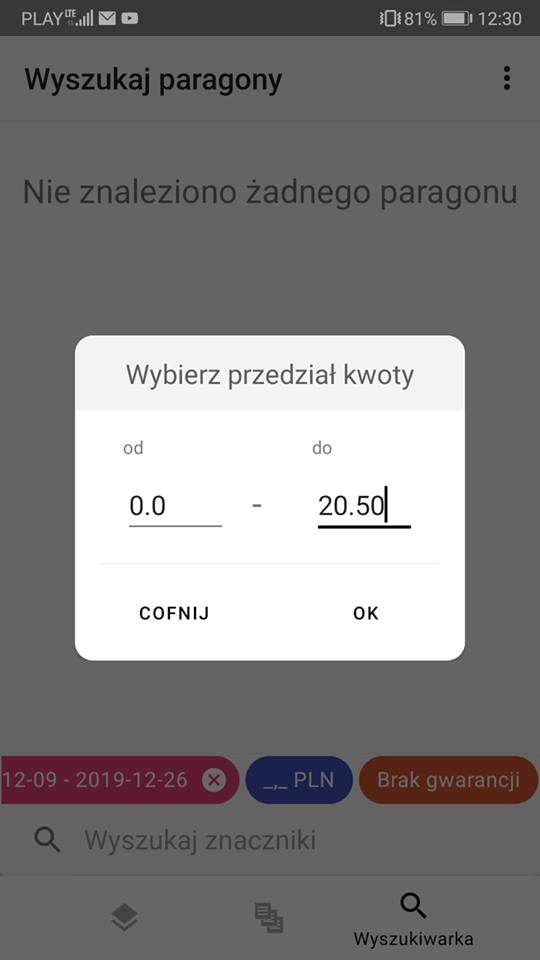 PLAY LTE 81% 12:30
Wyszukaj paragony
Nie znaleziono żadnego paragonu
Wybierz przedział kwoty
od do
0.0 - 20.50
COFNIJ OK
12-09 - 2019-12-26 _,_ PLN Brak gwarancji
Wyszukaj znaczniki
Wyszukiwarka